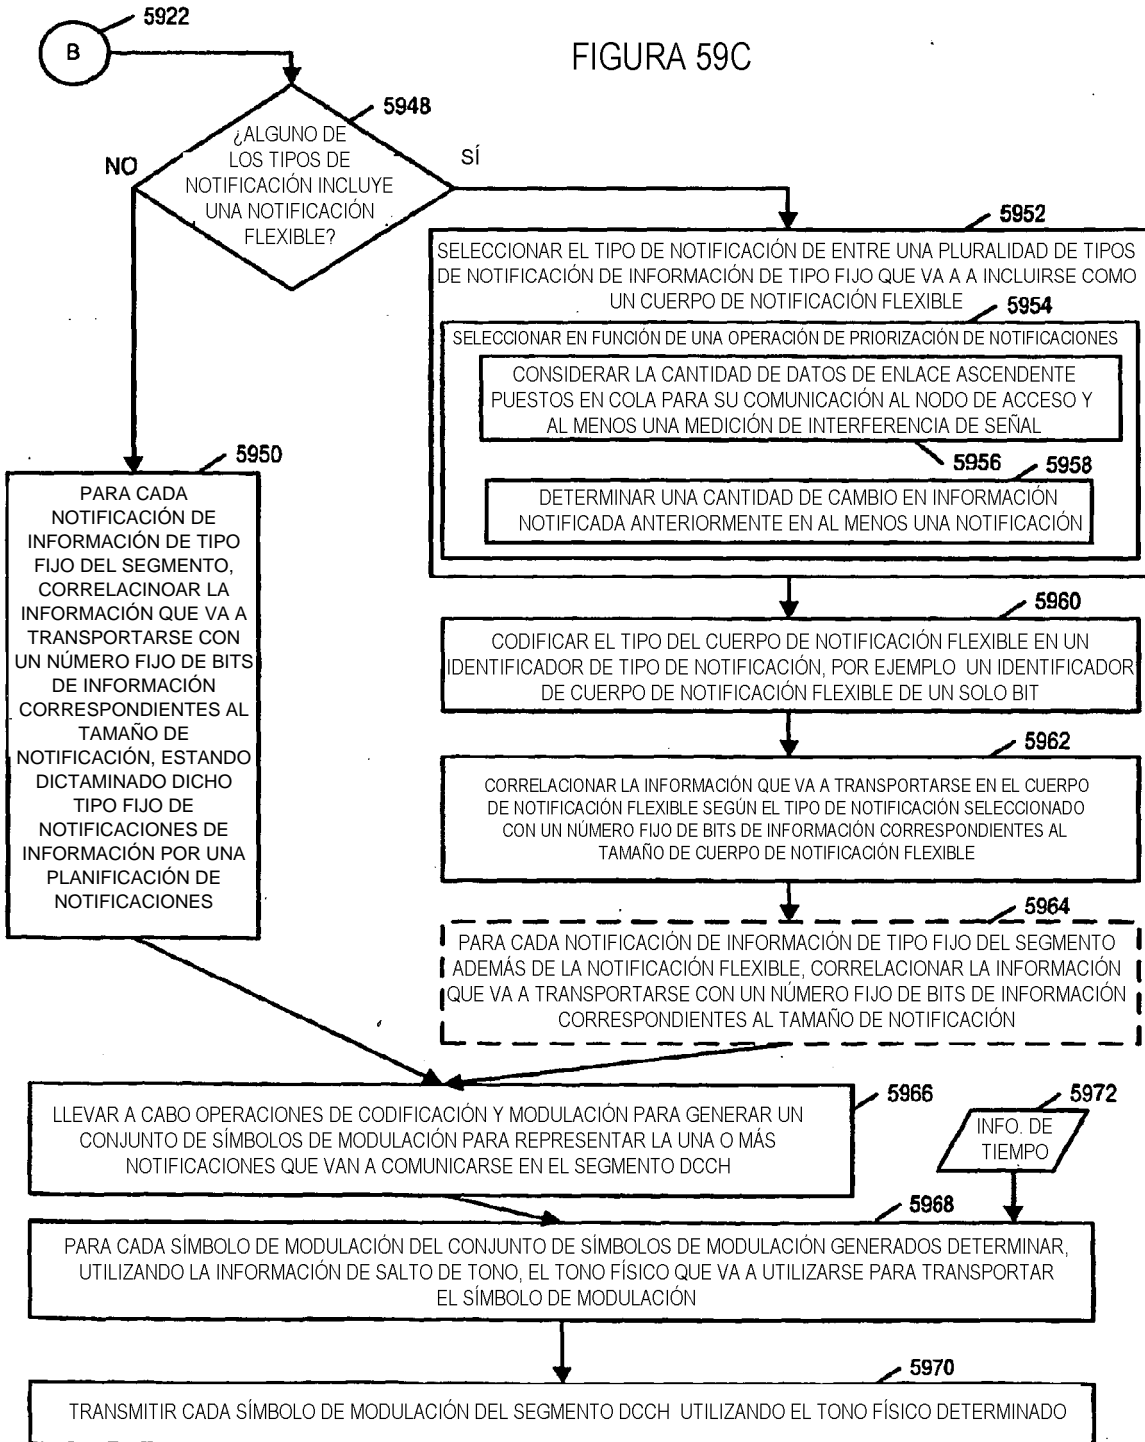 5922
B
FIGURA 59C
5948
¿ALGUNO DE
LOS TIPOS DE
NOTIFICACIÓN INCLUYE
UNA NOTIFICACIÓN
FLEXIBLE?
NO
SÍ
5952
SELECCIONAR EL TIPO DE NOTIFICACIÓN DE ENTRE UNA PLURALIDAD DE TIPOS
DE NOTIFICACIÓN DE INFORMACIÓN DE TIPO FIJO QUE VA A A INCLUIRSE COMO
UN CUERPO DE NOTIFICACIÓN FLEXIBLE
5954
SELECCIONAR EN FUNCIÓN DE UNA OPERACIÓN DE PRIORIZACIÓN DE NOTIFICACIONES
CONSIDERAR LA CANTIDAD DE DATOS DE ENLACE ASCENDENTE
PUESTOS EN COLA PARA SU COMUNICACIÓN AL NODO DE ACCESO Y
AL MENOS UNA MEDICIÓN DE INTERFERENCIA DE SEÑAL
5956
5958
DETERMINAR UNA CANTIDAD DE CAMBIO EN INFORMACIÓN
NOTIFICADA ANTERIORMENTE EN AL MENOS UNA NOTIFICACIÓN
5950
PARA CADA
NOTIFICACIÓN DE
INFORMACIÓN DE TIPO
FIJO DEL SEGMENTO,
CORRELACINOAR LA
INFORMACIÓN QUE VA A
TRANSPORTARSE CON
UN NÚMERO FIJO DE BITS
DE INFORMACIÓN
CORRESPONDIENTES AL
TAMAÑO DE
NOTIFICACIÓN, ESTANDO
DICTAMINADO DICHO
TIPO FIJO DE
NOTIFICACIONES DE
INFORMACIÓN POR UNA
PLANIFICACIÓN DE
NOTIFICACIONES
5960
CODIFICAR EL TIPO DEL CUERPO DE NOTIFICACIÓN FLEXIBLE EN UN
IDENTIFICADOR DE TIPO DE NOTIFICACIÓN, POR EJEMPLO UN IDENTIFICADOR
DE CUERPO DE NOTIFICACIÓN FLEXIBLE DE UN SOLO BIT
5962
CORRELACIONAR LA INFORMACIÓN QUE VA A TRANSPORTARSE EN EL CUERPO
DE NOTIFICACIÓN FLEXIBLE SEGÚN EL TIPO DE NOTIFICACIÓN SELECCIONADO
CON UN NÚMERO FIJO DE BITS DE INFORMACIÓN CORRESPONDIENTES AL
TAMAÑO DE CUERPO DE NOTIFICACIÓN FLEXIBLE
5964
PARA CADA NOTIFICACIÓN DE INFORMACIÓN DE TIPO FIJO DEL SEGMENTO
ADEMÁS DE LA NOTIFICACIÓN FLEXIBLE, CORRELACIONAR LA INFORMACIÓN
QUE VA A TRANSPORTARSE CON UN NÚMERO FIJO DE BITS DE INFORMACIÓN
CORRESPONDIENTES AL TAMAÑO DE NOTIFICACIÓN
5966
LLEVAR A CABO OPERACIONES DE CODIFICACIÓN Y MODULACIÓN PARA GENERAR UN
CONJUNTO DE SÍMBOLOS DE MODULACIÓN PARA REPRESENTAR LA UNA O MÁS
NOTIFICACIONES QUE VAN A COMUNICARSE EN EL SEGMENTO DCCH
5972
INFO. DE
TIEMPO
5968
PARA CADA SÍMBOLO DE MODULACIÓN DEL CONJUNTO DE SÍMBOLOS DE MODULACIÓN GENERADOS DETERMINAR,
UTILIZANDO LA INFORMACIÓN DE SALTO DE TONO, EL TONO FÍSICO QUE VA A UTILIZARSE PARA TRANSPORTAR
EL SÍMBOLO DE MODULACIÓN
5970
TRANSMITIR CADA SÍMBOLO DE MODULACIÓN DEL SEGMENTO DCCH UTILIZANDO EL TONO FÍSICO DETERMINADO